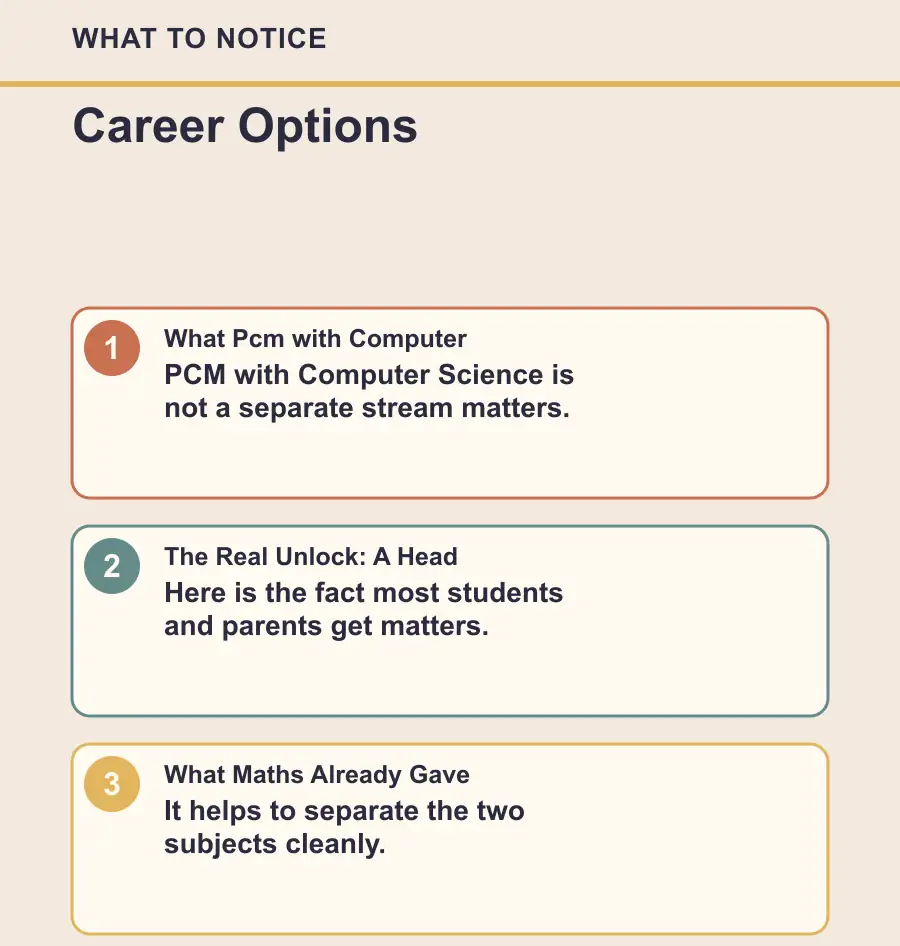 WHAT TO NOTICE
Career Options
1
What Pcm with Computer
PCM with Computer Science is
not a separate stream matters.
2
The Real Unlock: A Head
Here is the fact most students
and parents get matters.
3
What Maths Already Gave
It helps to separate the two
subjects cleanly.